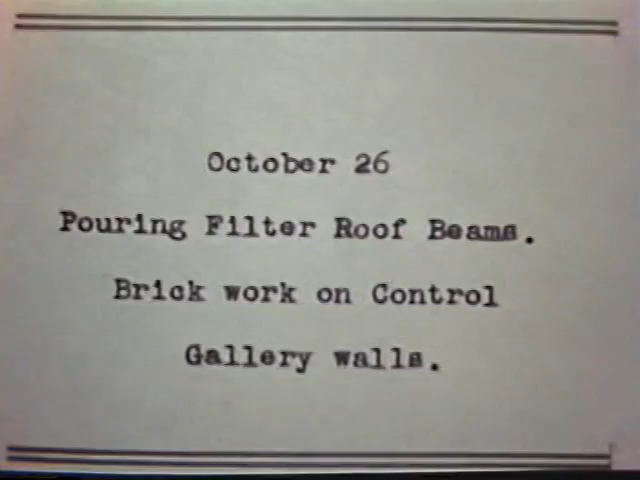 October 26
Pouring Filter Roof Beams.
Brick work on Control
Gallery walls.